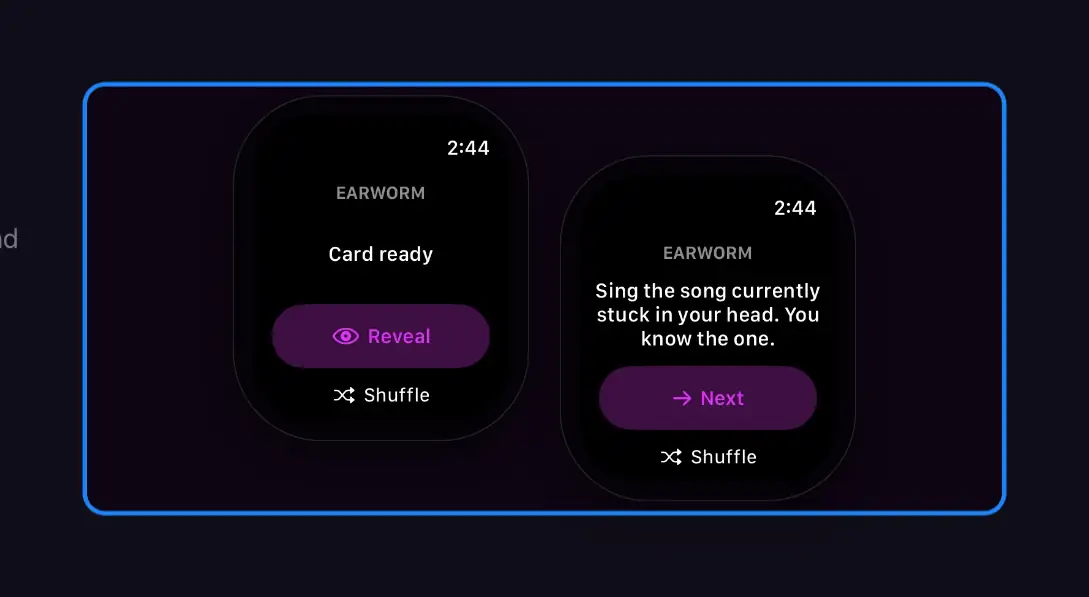 2:44
EARWORM
Card ready
Reveal
Shuffle
2:44
EARWORM
Sing the song currently
stuck in your head. You
know the one.
Next
Shuffle